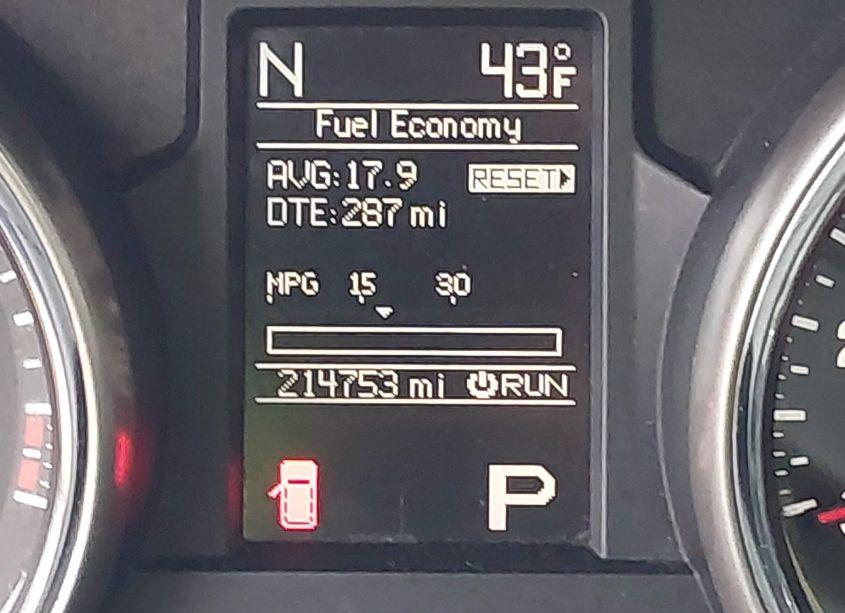 N 43°F
Fuel Economy
AVG:17.9 RESET
DTE:287 mi
MPG 15 30
214753 mi RUN
P